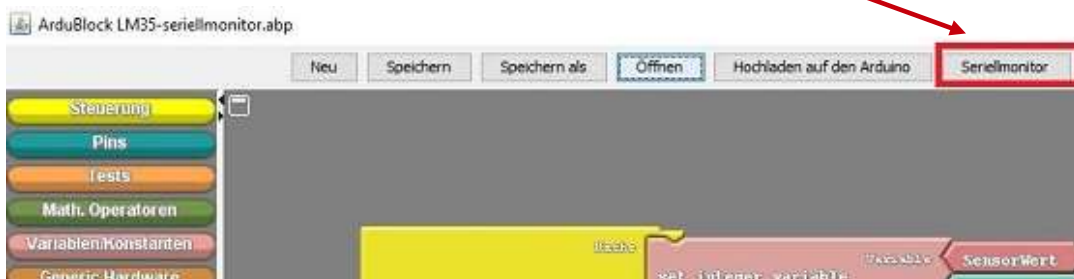 ArduBlock LM35-seriellmonitor.abp
Neu Speichern Speichern als Öffnen Hochladen auf den Arduino Seriellmonitor
Steuerung
Pins
Tests
Math. Operatoren
Variablen/Konstanten
Generic Hardware
Variable
set integer variable
SensorWert